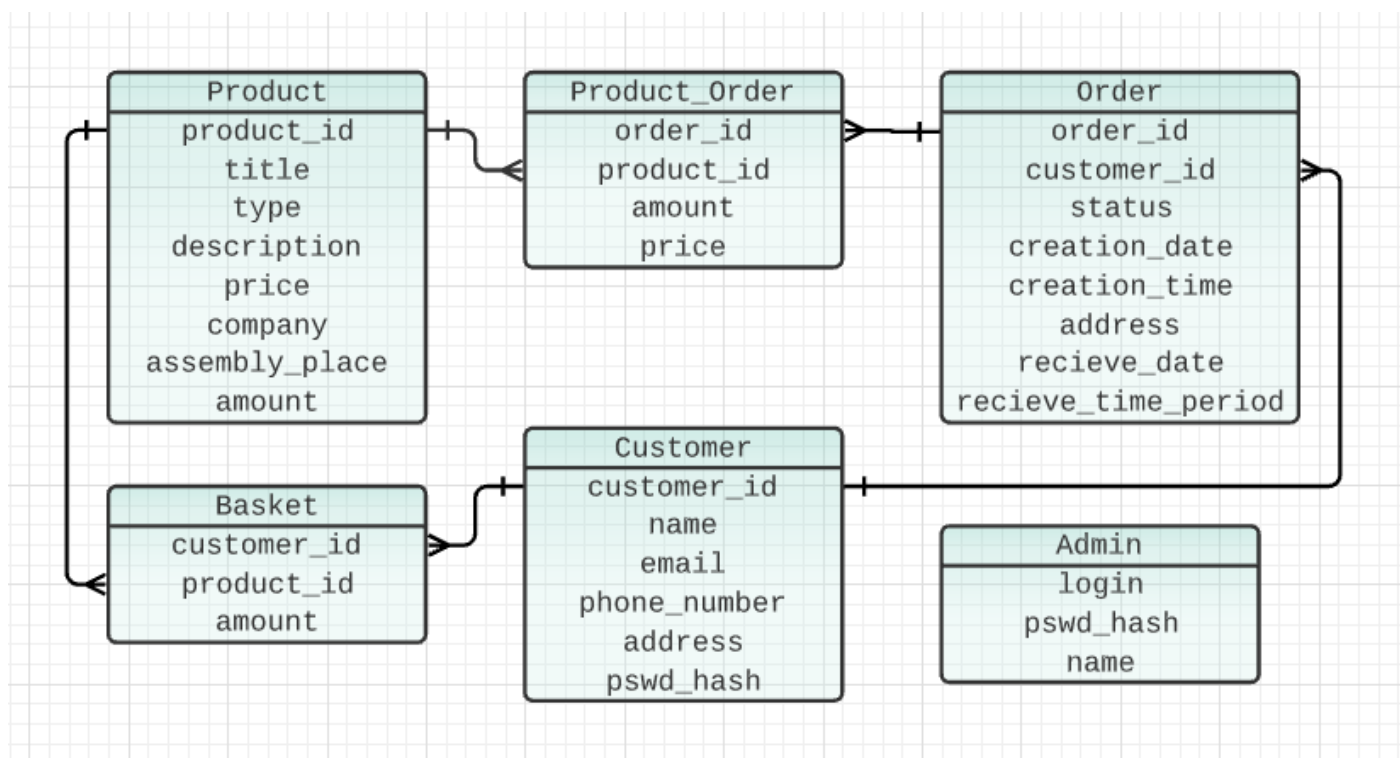 Product
product_id
title
type
description
price
company
assembly_place
amount
Product_Order
order_id
product_id
amount
price
Order
order_id
customer_id
status
creation_date
creation_time
address
recieve_date
recieve_time_period
Basket
customer_id
product_id
amount
Customer
customer_id
name
email
phone_number
address
pswd_hash
Admin
login
pswd_hash
name